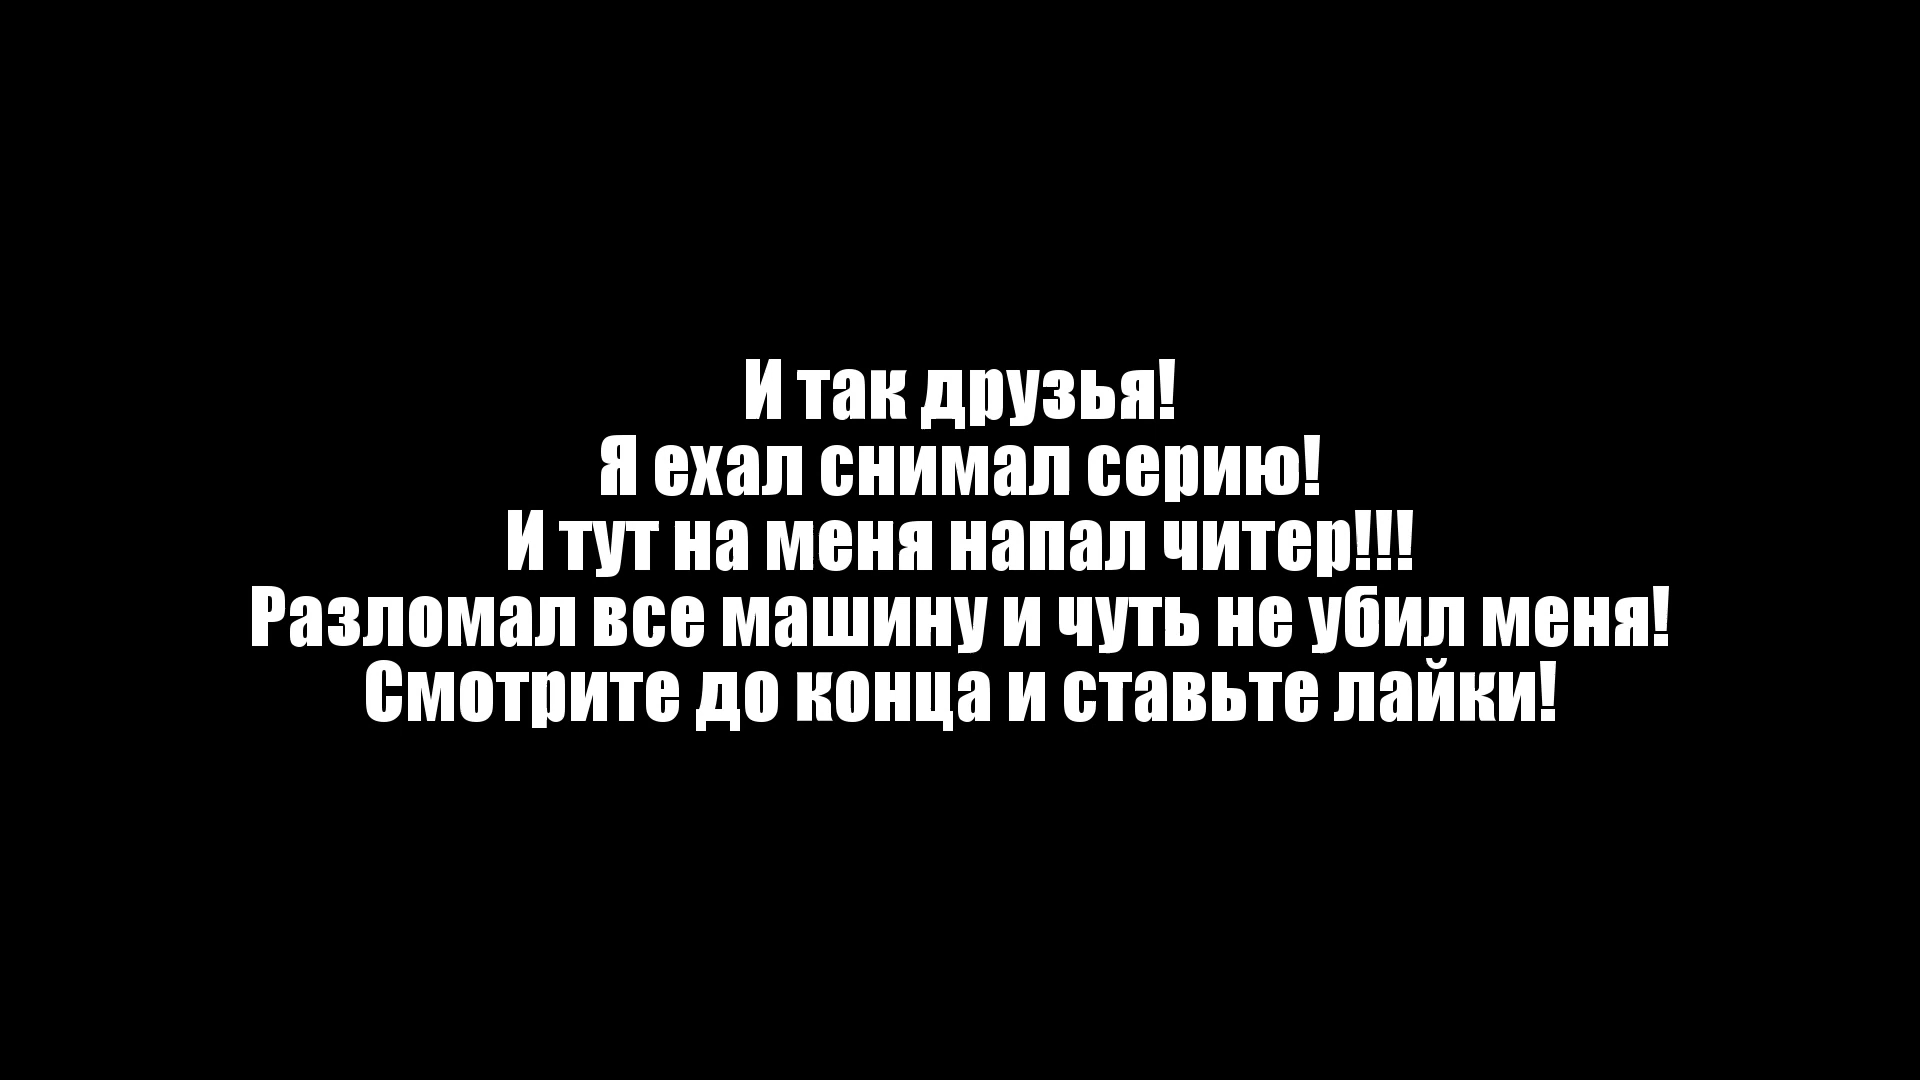 И так друзья!
Я ехал снимал серию!
И тут на меня напал читер!!!
Разломал все машину и чуть не убил меня!
Смотрите до конца и ставьте лайки!